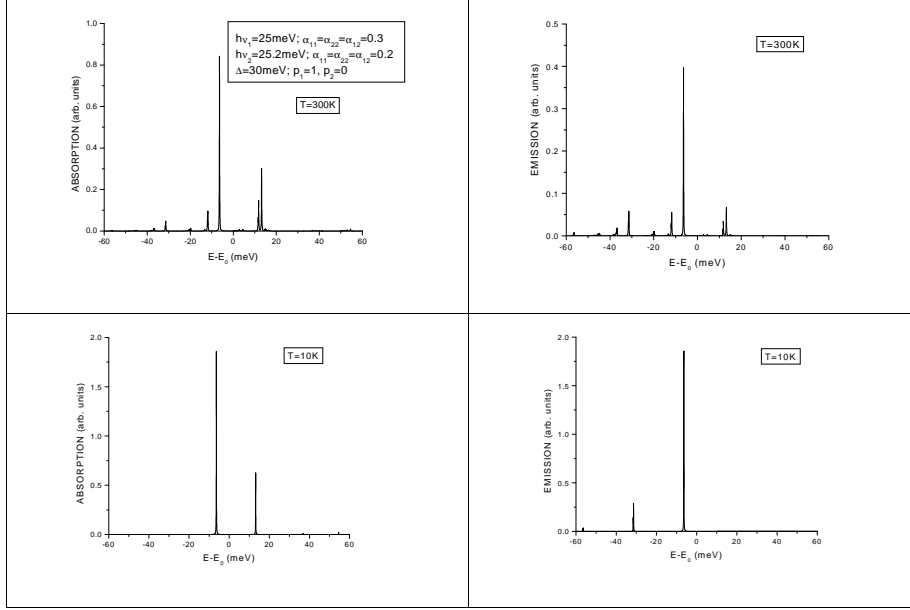 1.0
0.8
0.6
0.4
0.2
0.0
ABSORPTION (arb. units)
hν₁=25meV; α₁₁=α₂₂=α₁₂=0.3
hν₂=25.2meV; α₁₁=α₂₂=α₁₂=0.2
Δ=30meV; p₁=1, p₂=0
T=300K
-60 -40 -20 0 20 40 60
E-E₀ (meV)
0.5
0.4
0.3
0.2
0.1
0.0
EMISSION (arb. units)
T=300K
-60 -40 -20 0 20 40 60
E-E₀ (meV)
2.0
1.5
1.0
0.5
0.0
ABSORPTION (arb. units)
T=10K
-60 -40 -20 0 20 40 60
E-E₀ (meV)
2.0
1.5
1.0
0.5
0.0
EMISSION (arb. units)
T=10K
-60 -40 -20 0 20 40 60
E-E₀ (meV)